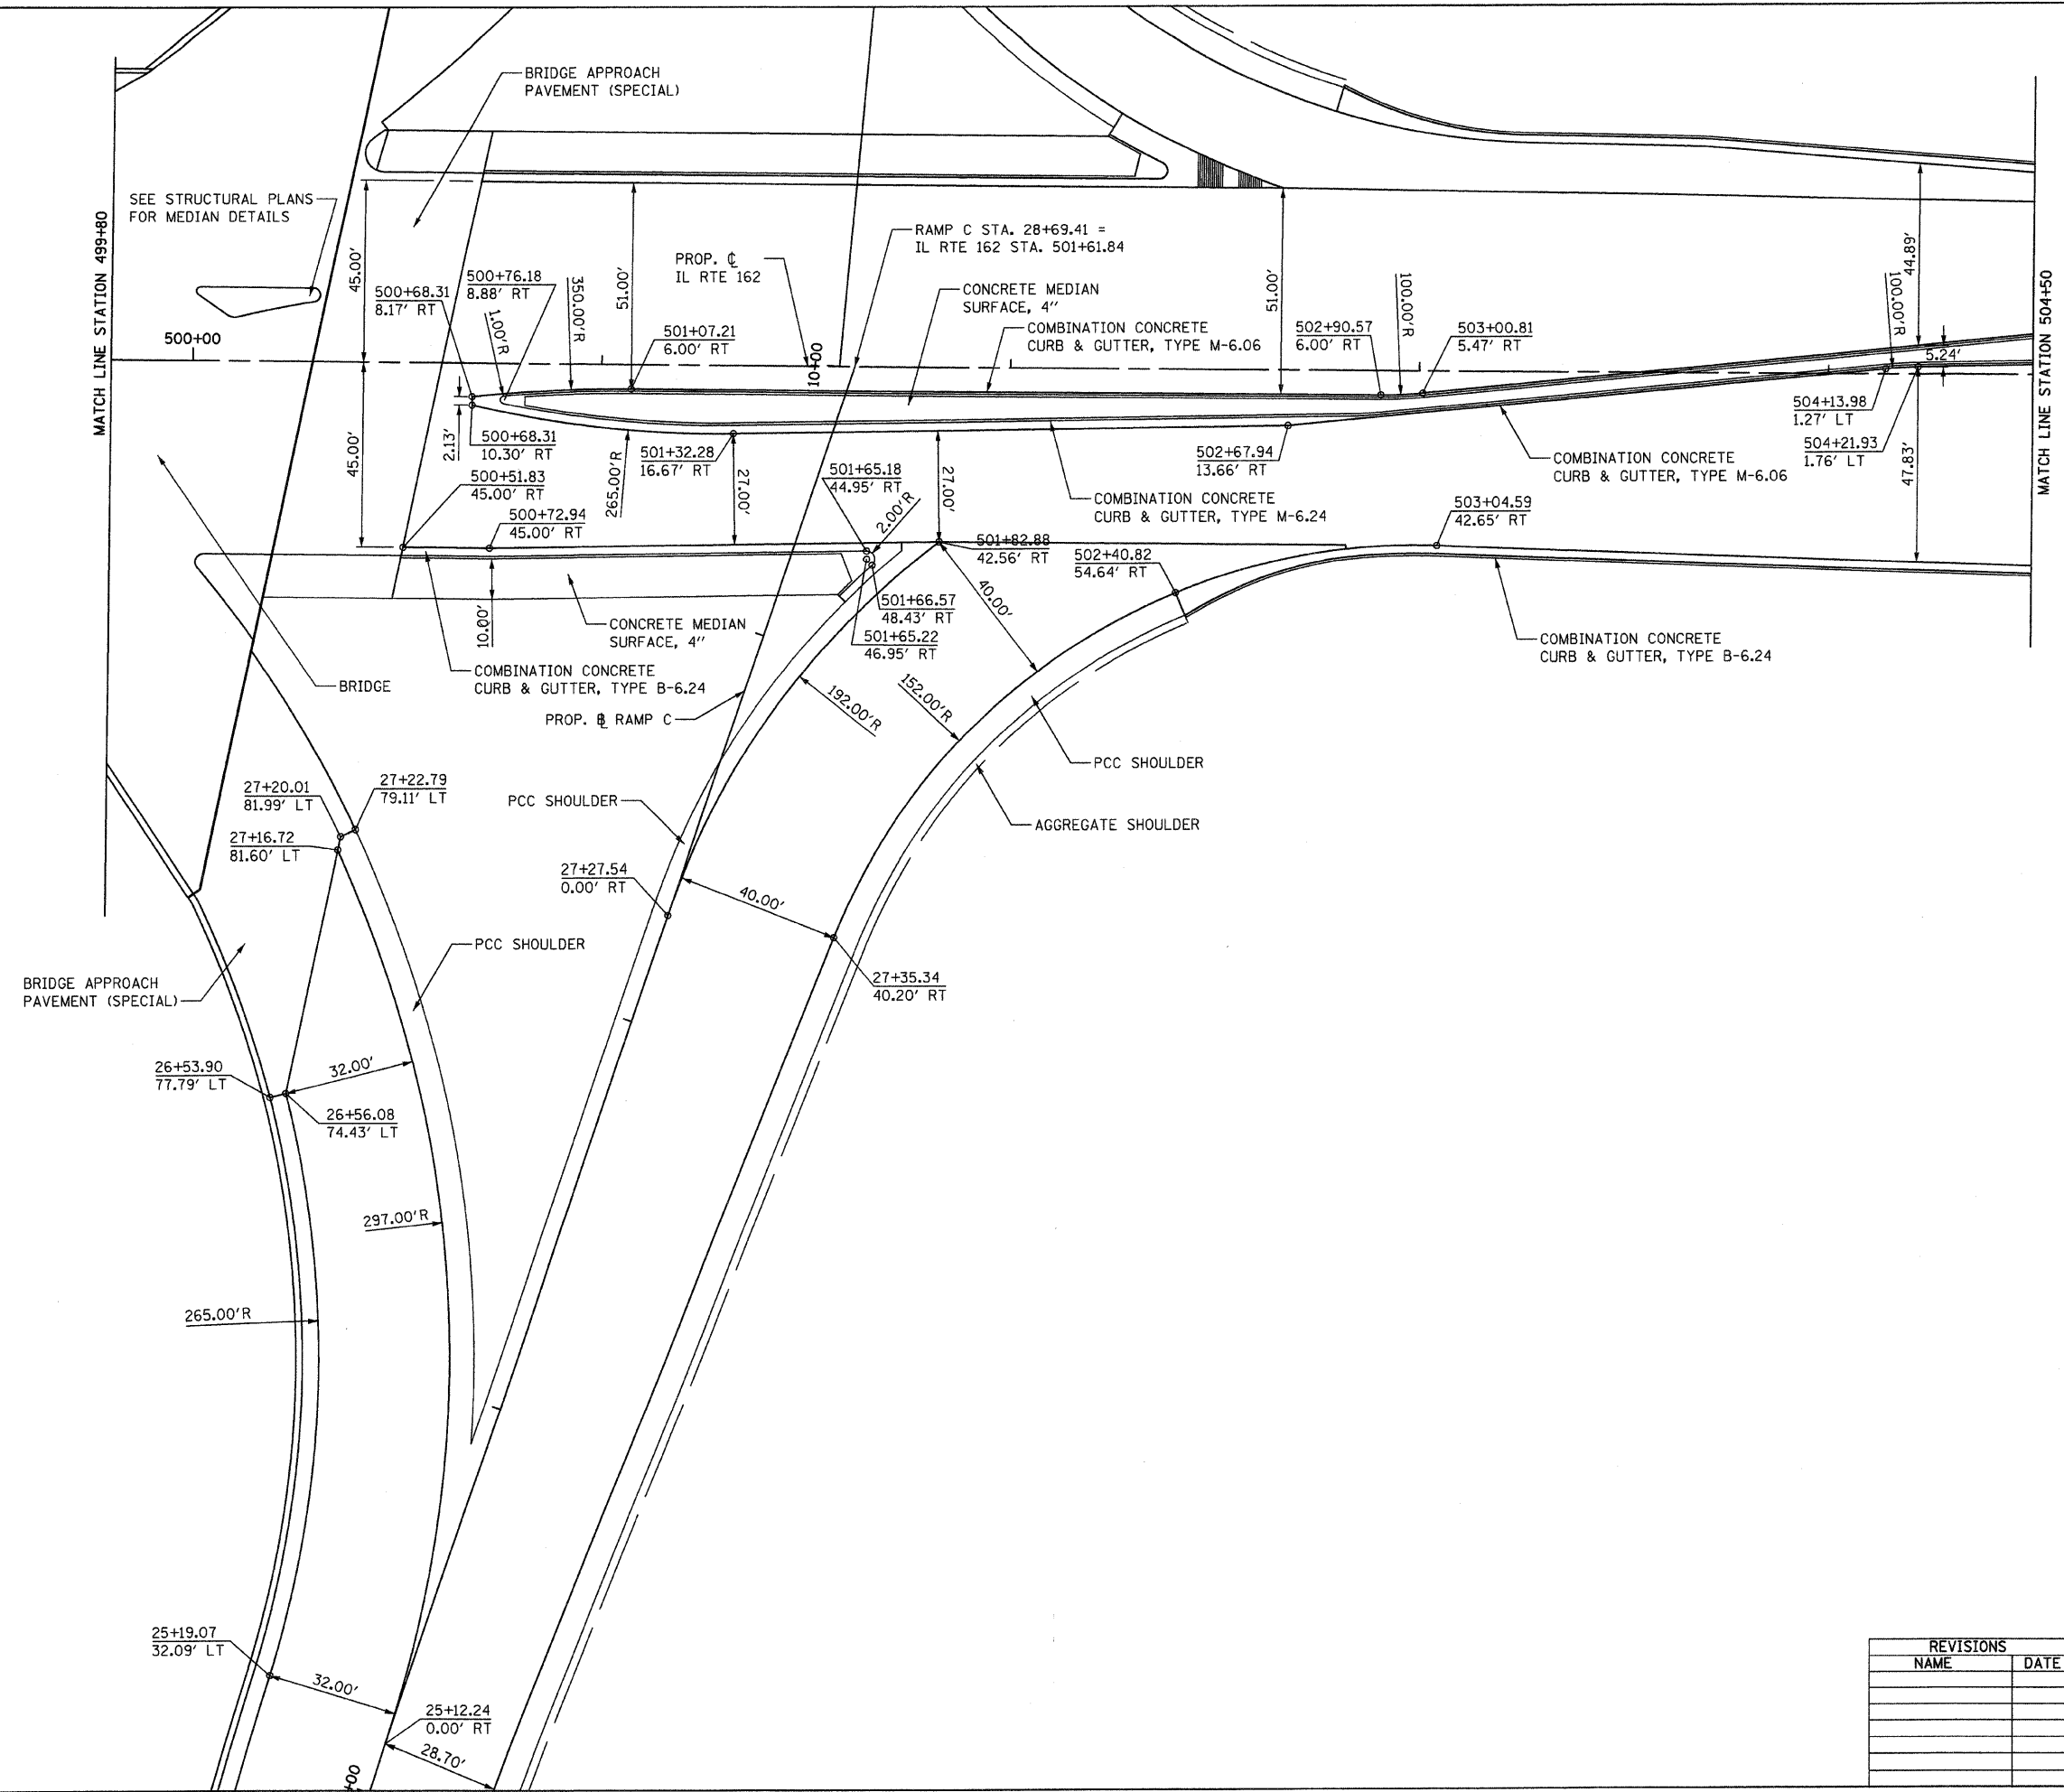 BRIDGE APPROACH
PAVEMENT (SPECIAL)
SEE STRUCTURAL PLANS
FOR MEDIAN DETAILS
MATCH LINE STATION 499+80
500+00
45.00'
45.00'
500+68.31
8.17' RT
500+76.18
8.88' RT
1.00'R
350.00'R
51.00'
501+07.21
6.00' RT
PROP. ℄
IL RTE 162
10+00
RAMP C STA. 28+69.41 =
IL RTE 162 STA. 501+61.84
CONCRETE MEDIAN
SURFACE, 4"
COMBINATION CONCRETE
CURB & GUTTER, TYPE M-6.06
51.00'
502+90.57
6.00' RT
100.00'R
503+00.81
5.47' RT
44.89'
100.00'R
5.24'
MATCH LINE STATION 504+50
504+13.98
1.27' LT
504+21.93
1.76' LT
47.83'
2.13'
500+68.31
10.30' RT
500+51.83
45.00' RT
500+72.94
45.00' RT
265.00'R
501+32.28
16.67' RT
27.00'
501+65.18
44.95' RT
2.00'R
27.00'
502+67.94
13.66' RT
COMBINATION CONCRETE
CURB & GUTTER, TYPE M-6.24
COMBINATION CONCRETE
CURB & GUTTER, TYPE M-6.06
503+04.59
42.65' RT
501+82.88
42.56' RT
502+40.82
54.64' RT
40.00'
501+66.57
48.43' RT
501+65.22
46.95' RT
10.00'
CONCRETE MEDIAN
SURFACE, 4"
COMBINATION CONCRETE
CURB & GUTTER, TYPE B-6.24
COMBINATION CONCRETE
CURB & GUTTER, TYPE B-6.24
BRIDGE
PROP. ⅊ RAMP C
192.00'R
152.00'R
PCC SHOULDER
AGGREGATE SHOULDER
27+20.01
81.99' LT
27+22.79
79.11' LT
27+16.72
81.60' LT
PCC SHOULDER
27+27.54
0.00' RT
40.00'
27+35.34
40.20' RT
PCC SHOULDER
BRIDGE APPROACH
PAVEMENT (SPECIAL)
26+53.90
77.79' LT
32.00'
26+56.08
74.43' LT
297.00'R
265.00'R
25+19.07
32.09' LT
32.00'
25+12.24
0.00' RT
28.70'
+00
REVISIONS
NAME DATE